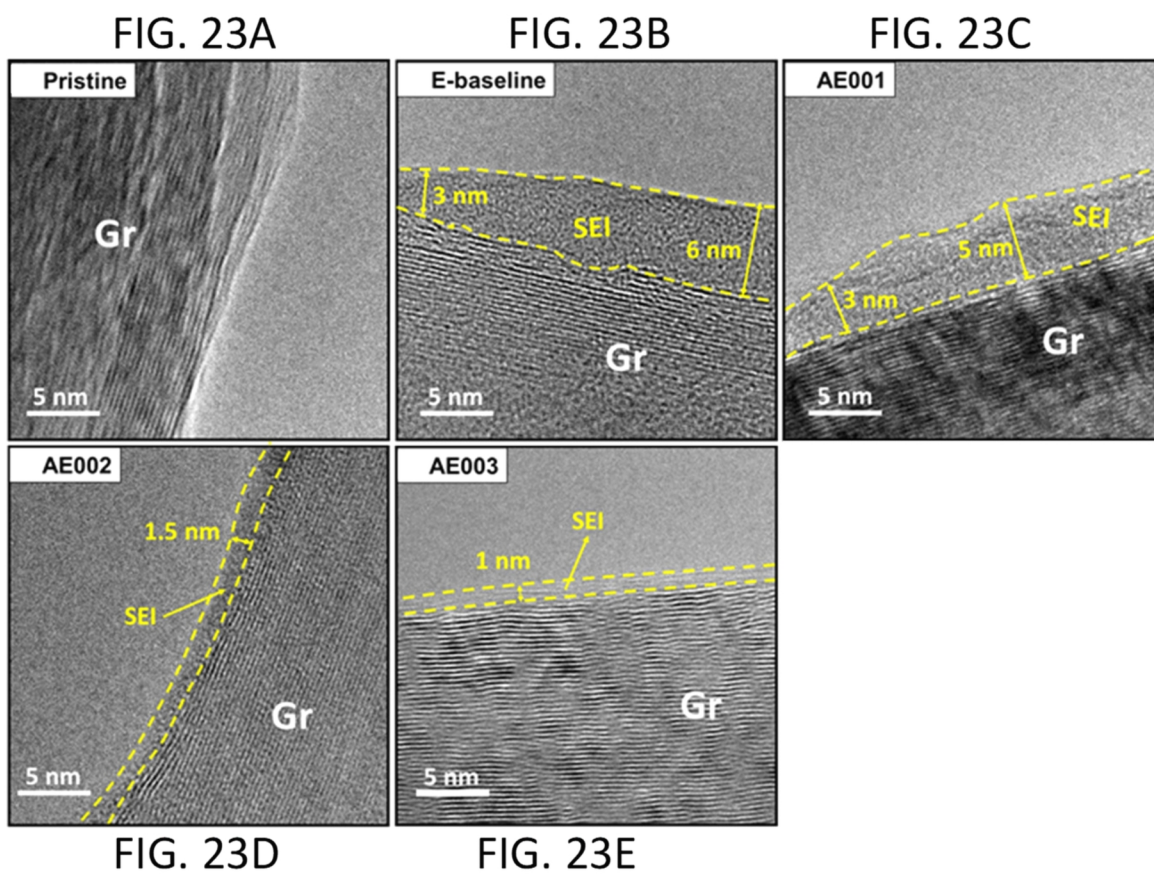 FIG. 23A
FIG. 23B
FIG. 23C
Pristine
E-baseline
AE001
Gr
5 nm
3 nm
SEI
6 nm
Gr
5 nm
SEI
5 nm
3 nm
Gr
5 nm
AE002
AE003
1.5 nm
SEI
Gr
5 nm
SEI
1 nm
Gr
5 nm
FIG. 23D
FIG. 23E